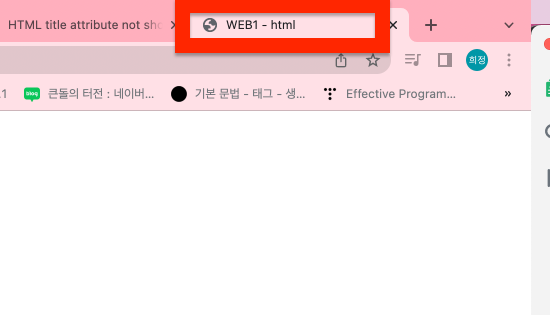 HTML title attribute not sho
WEB1 - html
희정
.1
blog
큰돌의 터전 : 네이버...
기본 문법 - 태그 - 생...
Effective Program...
»